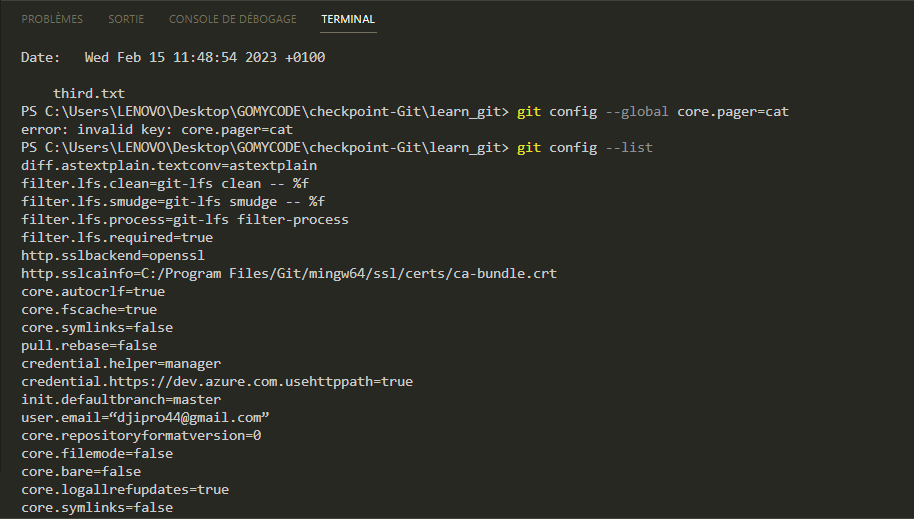 PROBLÈMES SORTIE CONSOLE DE DÉBOGAGE TERMINAL
Date:   Wed Feb 15 11:48:54 2023 +0100
    third.txt
PS C:\Users\LENOVO\Desktop\GOMYCODE\checkpoint-Git\learn_git> git config --global core.pager=cat
error: invalid key: core.pager=cat
PS C:\Users\LENOVO\Desktop\GOMYCODE\checkpoint-Git\learn_git> git config --list
diff.astextplain.textconv=astextplain
filter.lfs.clean=git-lfs clean -- %f
filter.lfs.smudge=git-lfs smudge -- %f
filter.lfs.process=git-lfs filter-process
filter.lfs.required=true
http.sslbackend=openssl
http.sslcainfo=C:/Program Files/Git/mingw64/ssl/certs/ca-bundle.crt
core.autocrlf=true
core.fscache=true
core.symlinks=false
pull.rebase=false
credential.helper=manager
credential.https://dev.azure.com.usehttppath=true
init.defaultbranch=master
user.email=“djipro44@gmail.com”
core.repositoryformatversion=0
core.filemode=false
core.bare=false
core.logallrefupdates=true
core.symlinks=false